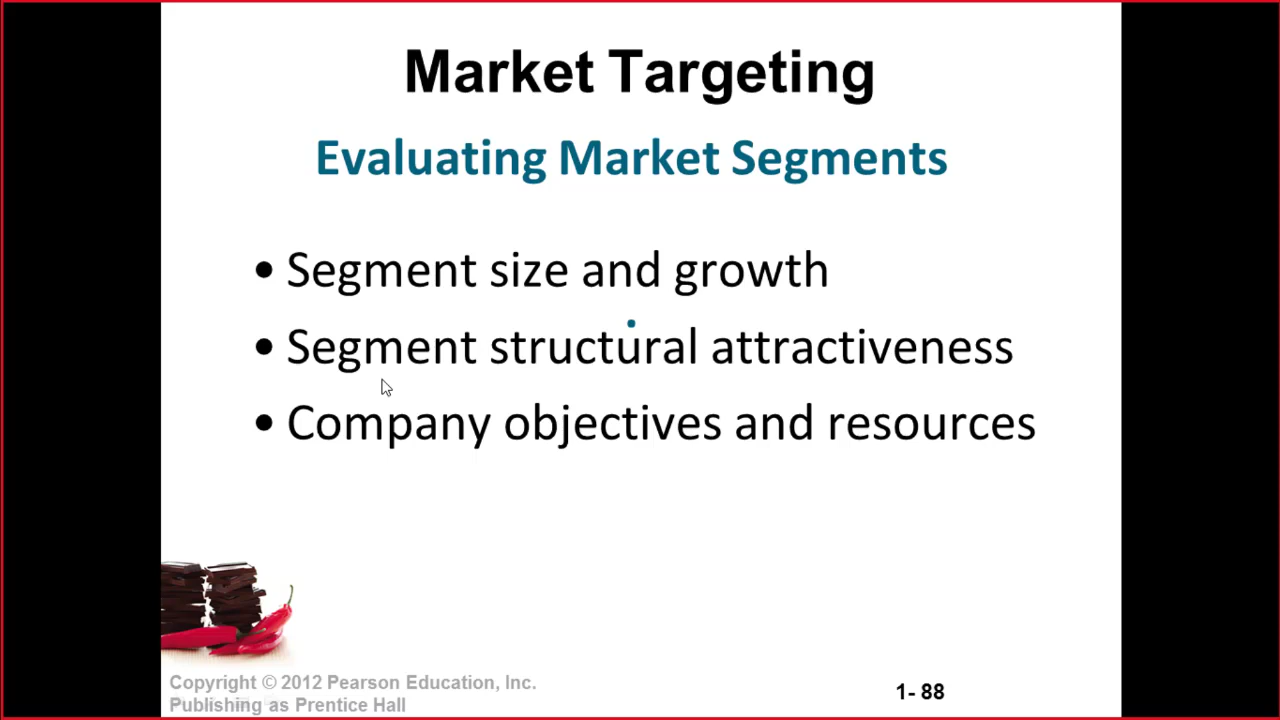 Market Targeting
Evaluating Market Segments
• Segment size and growth
• Segment structural attractiveness
• Company objectives and resources
Copyright © 2012 Pearson Education, Inc.
Publishing as Prentice Hall
1- 88